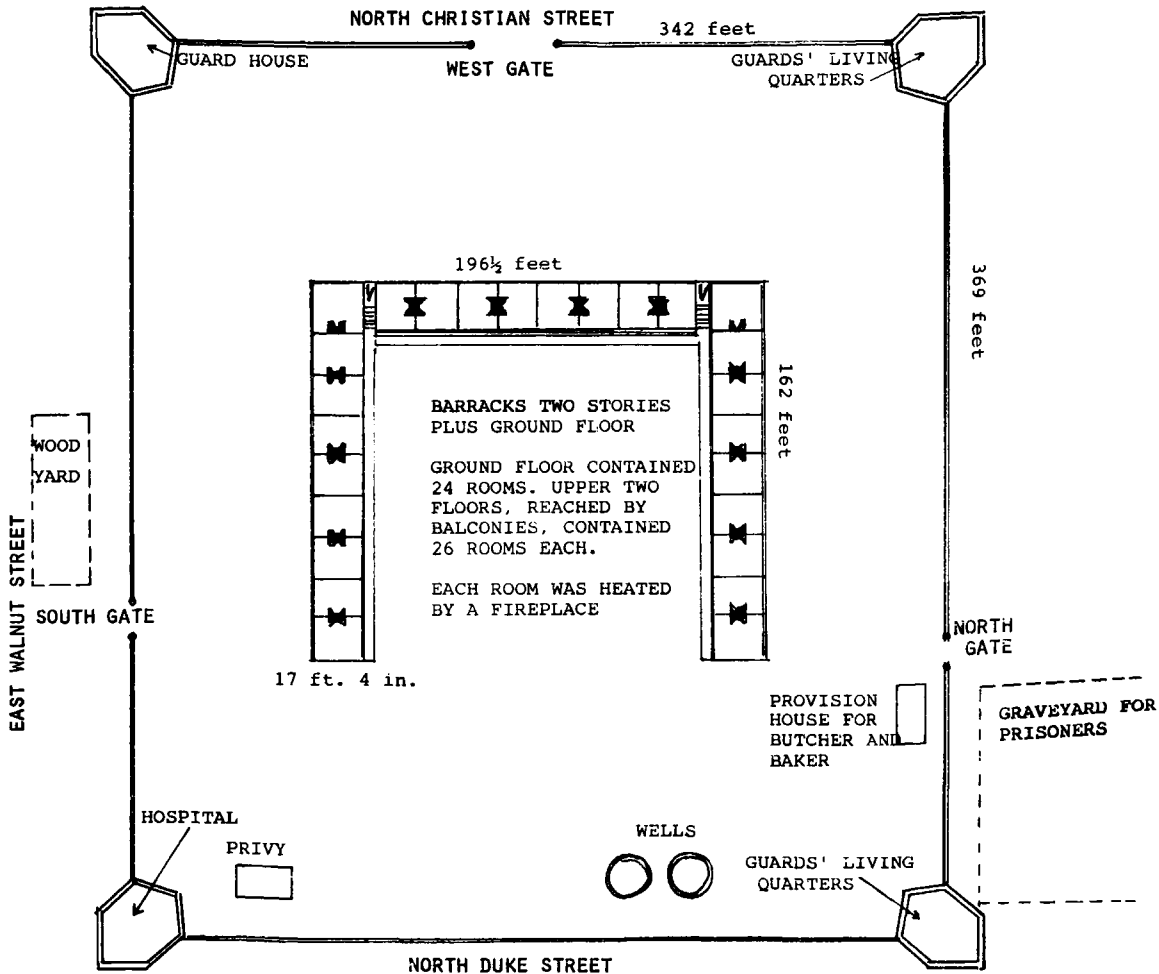 NORTH CHRISTIAN STREET
342 feet
GUARD HOUSE
WEST GATE
GUARDS' LIVING
QUARTERS
196½ feet
369 feet
162 feet
BARRACKS TWO STORIES
PLUS GROUND FLOOR
GROUND FLOOR CONTAINED
24 ROOMS. UPPER TWO
FLOORS, REACHED BY
BALCONIES, CONTAINED
26 ROOMS EACH.
EACH ROOM WAS HEATED
BY A FIREPLACE
WOOD
YARD
EAST WALNUT STREET
SOUTH GATE
NORTH
GATE
17 ft. 4 in.
PROVISION
HOUSE FOR
BUTCHER AND
BAKER
GRAVEYARD FOR
PRISONERS
HOSPITAL
PRIVY
WELLS
GUARDS' LIVING
QUARTERS
NORTH DUKE STREET